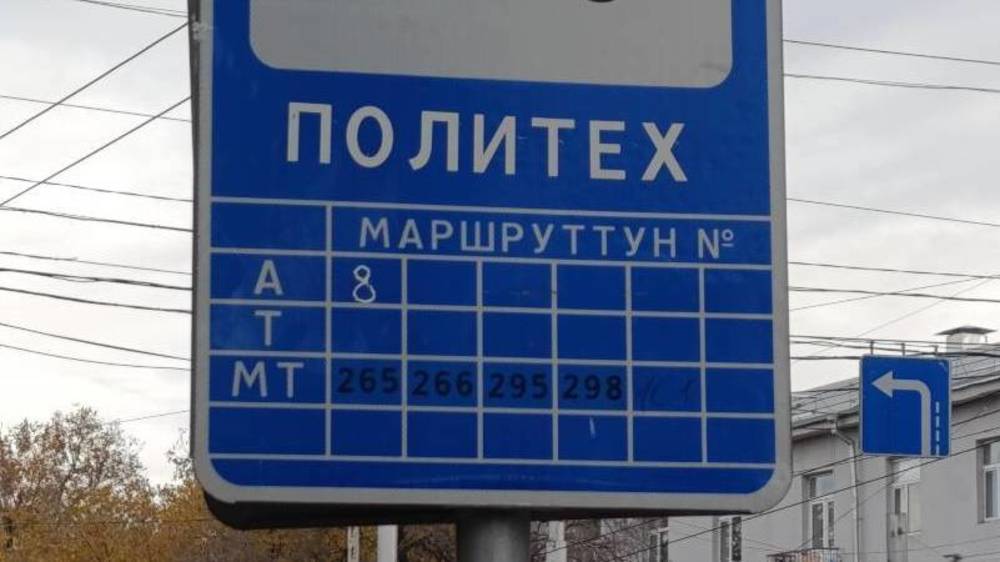 ПОЛИТЕХ
МАРШРУТТУН №
А 8
Т
МТ 265 266 295 298